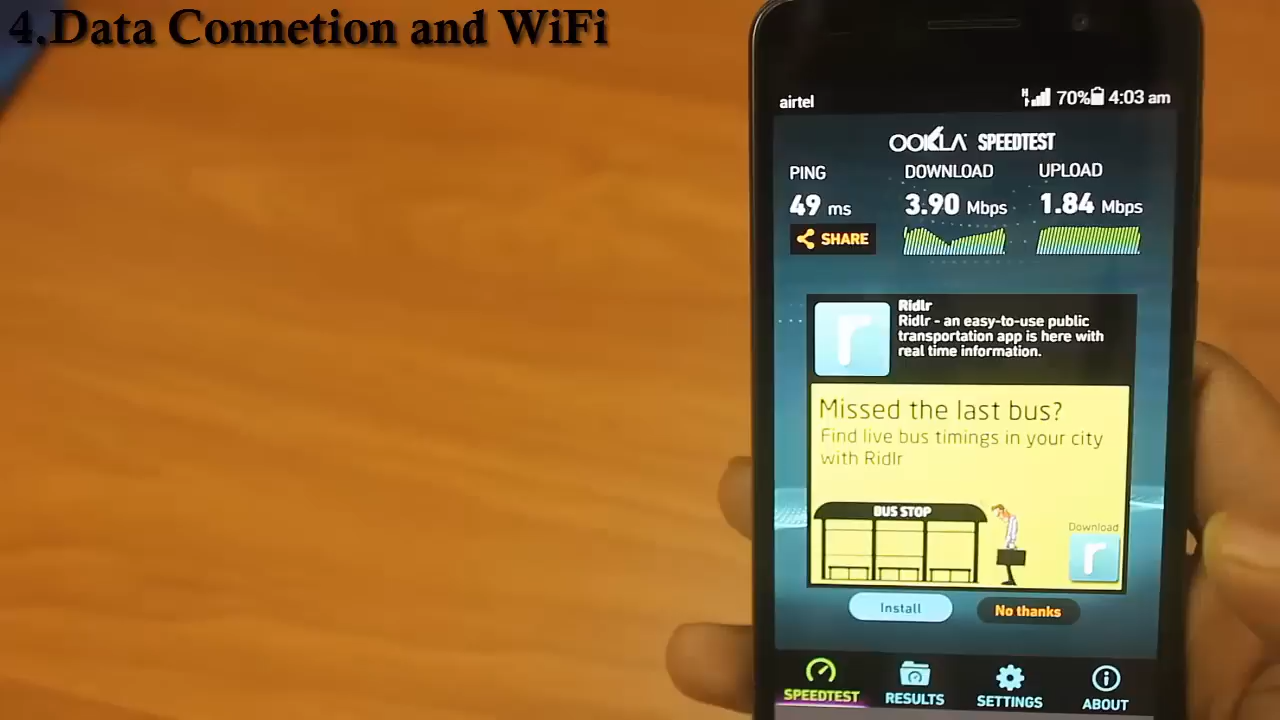 4.Data Connetion and WiFi
airtel
H 70% 4:03 am
OOKLA SPEEDTEST
PING DOWNLOAD UPLOAD
49 ms 3.90 Mbps 1.84 Mbps
SHARE
Ridlr
Ridlr - an easy-to-use public
transportation app is here with
real time information.
Missed the last bus?
Find live bus timings in your city
with Ridlr
BUS STOP
Download
Install No thanks
SPEEDTEST RESULTS SETTINGS ABOUT